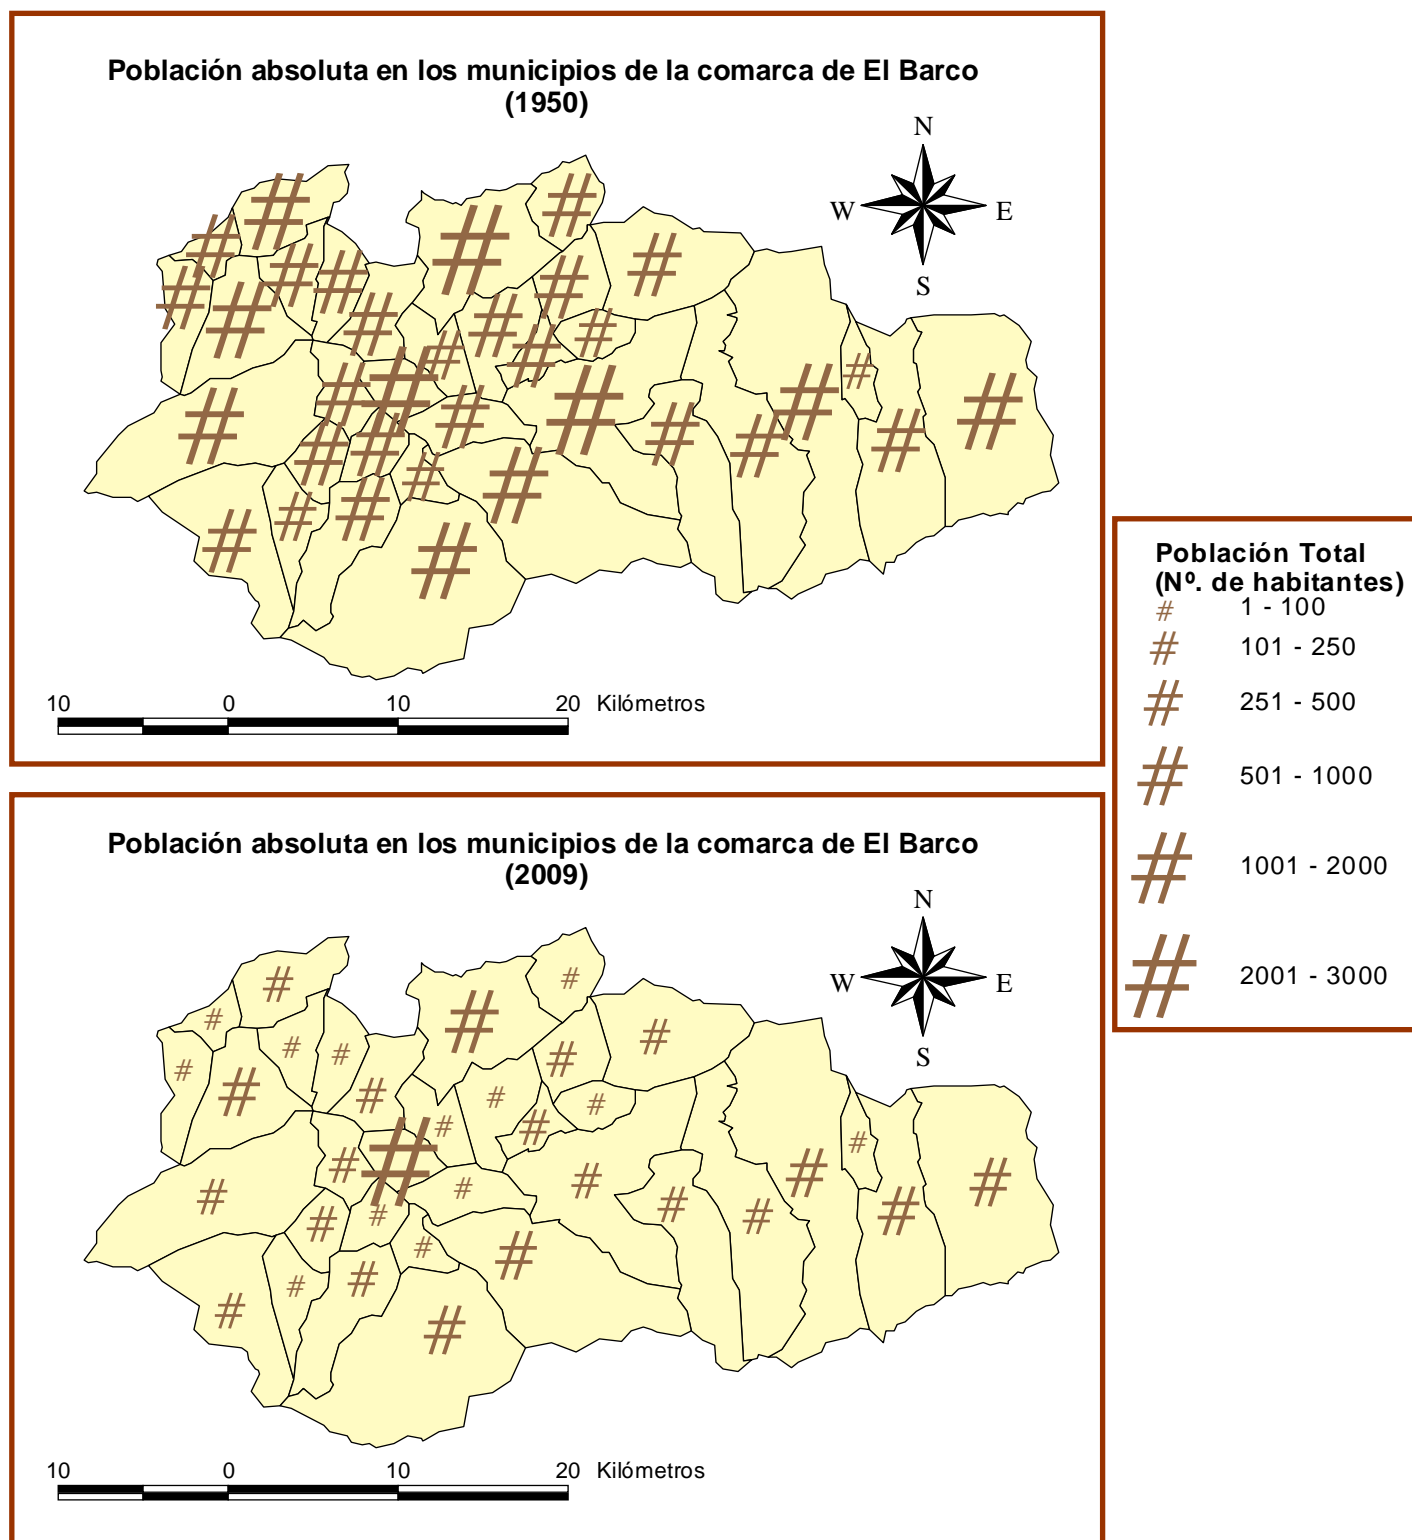 Población absoluta en los municipios de la comarca de El Barco
(1950)
N
W
E
S
10 0 10 20 Kilómetros
Población Total
(Nº. de habitantes)
1 - 100
101 - 250
251 - 500
501 - 1000
1001 - 2000
2001 - 3000
Población absoluta en los municipios de la comarca de El Barco
(2009)
N
W
E
S
10 0 10 20 Kilómetros